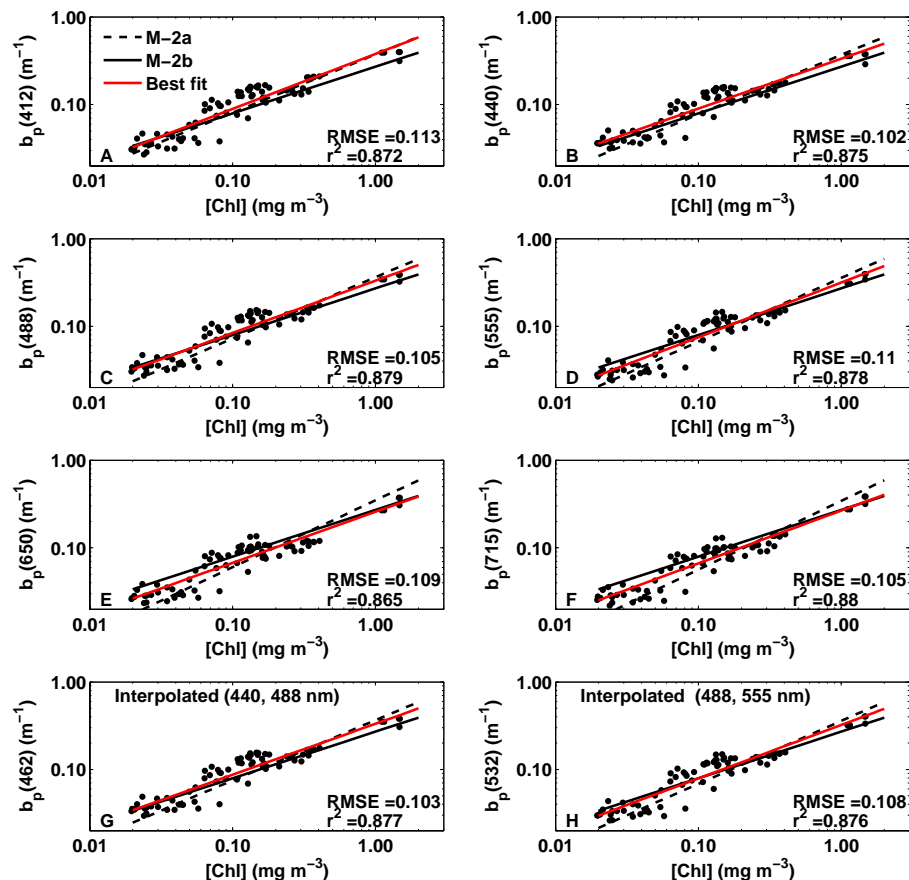 M-2a
M-2b
Best fit
1.00
0.10
b_p(412) (m⁻¹)
A
RMSE =0.113
r² =0.872
0.01 0.10 1.00
[Chl] (mg m⁻³)
1.00
0.10
b_p(440) (m⁻¹)
B
RMSE =0.102
r² =0.875
0.01 0.10 1.00
[Chl] (mg m⁻³)
1.00
0.10
b_p(488) (m⁻¹)
C
RMSE =0.105
r² =0.879
0.01 0.10 1.00
[Chl] (mg m⁻³)
1.00
0.10
b_p(555) (m⁻¹)
D
RMSE =0.11
r² =0.878
0.01 0.10 1.00
[Chl] (mg m⁻³)
1.00
0.10
b_p(650) (m⁻¹)
E
RMSE =0.109
r² =0.865
0.01 0.10 1.00
[Chl] (mg m⁻³)
1.00
0.10
b_p(715) (m⁻¹)
F
RMSE =0.105
r² =0.88
0.01 0.10 1.00
[Chl] (mg m⁻³)
Interpolated (440, 488 nm)
1.00
0.10
b_p(462) (m⁻¹)
G
RMSE =0.103
r² =0.877
0.01 0.10 1.00
[Chl] (mg m⁻³)
Interpolated (488, 555 nm)
1.00
0.10
b_p(532) (m⁻¹)
H
RMSE =0.108
r² =0.876
0.01 0.10 1.00
[Chl] (mg m⁻³)